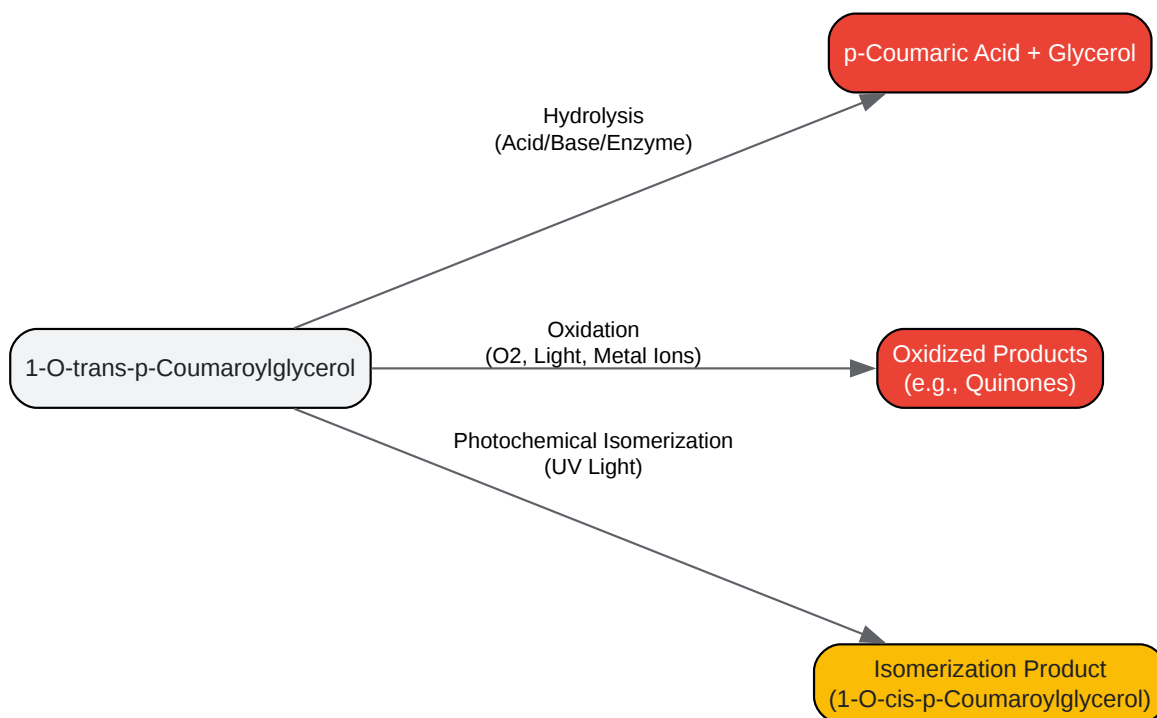 p-Coumaric Acid + Glycerol
Hydrolysis
(Acid/Base/Enzyme)
1-O-trans-p-Coumaroylglycerol
Oxidation
(O2, Light, Metal Ions)
Oxidized Products
(e.g., Quinones)
Photochemical Isomerization
(UV Light)
Isomerization Product
(1-O-cis-p-Coumaroylglycerol)